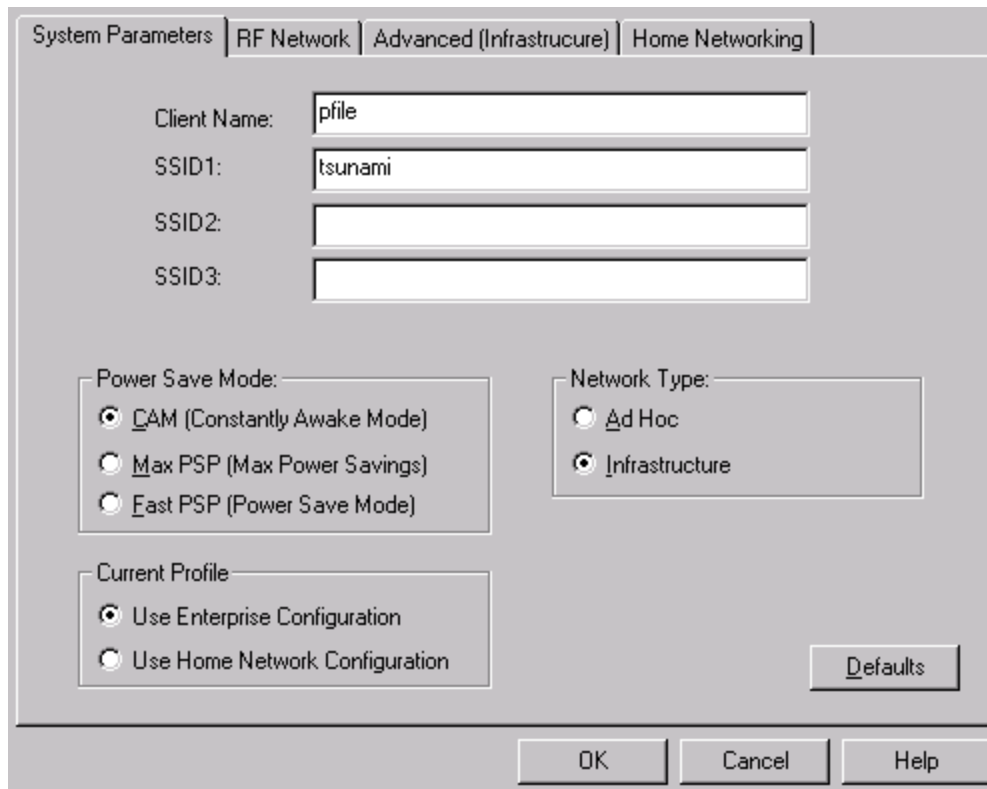 System Parameters RF Network Advanced (Infrastrucure) Home Networking
Client Name: pfile
SSID1: tsunami
SSID2:
SSID3:
Power Save Mode: Network Type:
CAM (Constantly Awake Mode) Ad Hoc
Max PSP (Max Power Savings) Infrastructure
Fast PSP (Power Save Mode)
Current Profile
Use Enterprise Configuration
Use Home Network Configuration
Defaults
OK Cancel Help